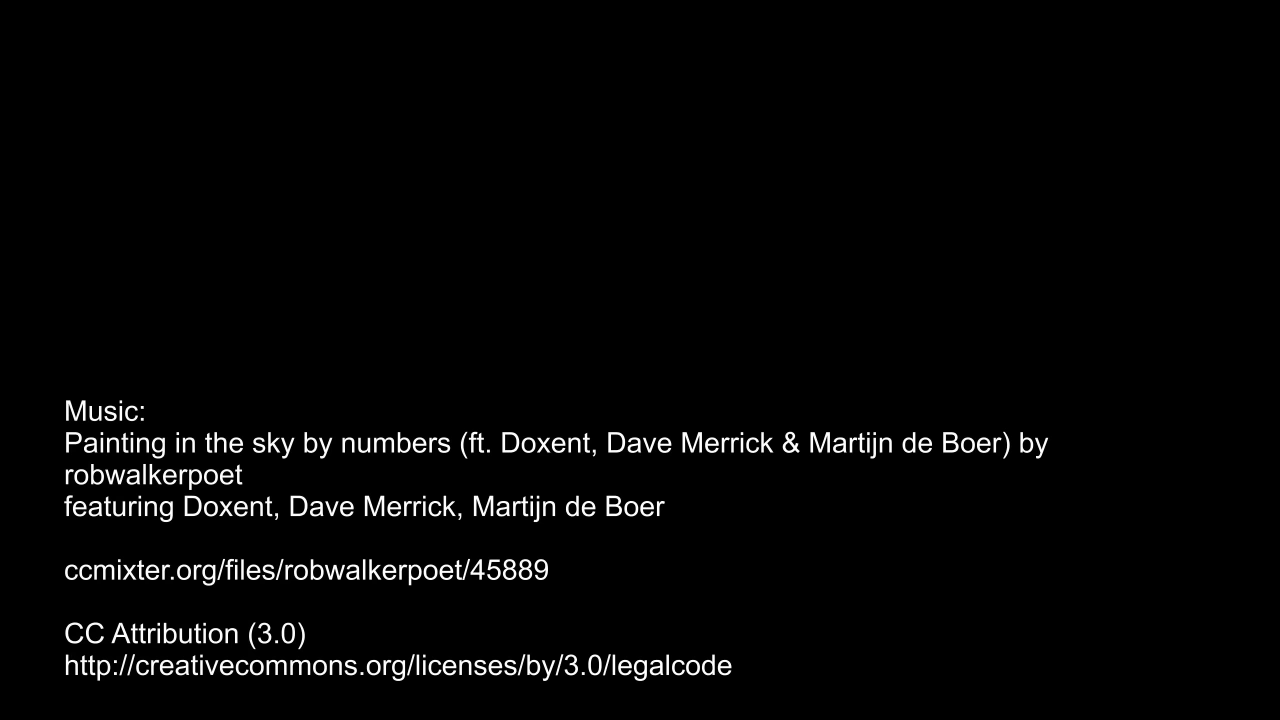 Music:
Painting in the sky by numbers (ft. Doxent, Dave Merrick & Martijn de Boer) by
robwalkerpoet
featuring Doxent, Dave Merrick, Martijn de Boer
ccmixter.org/files/robwalkerpoet/45889
CC Attribution (3.0)
http://creativecommons.org/licenses/by/3.0/legalcode